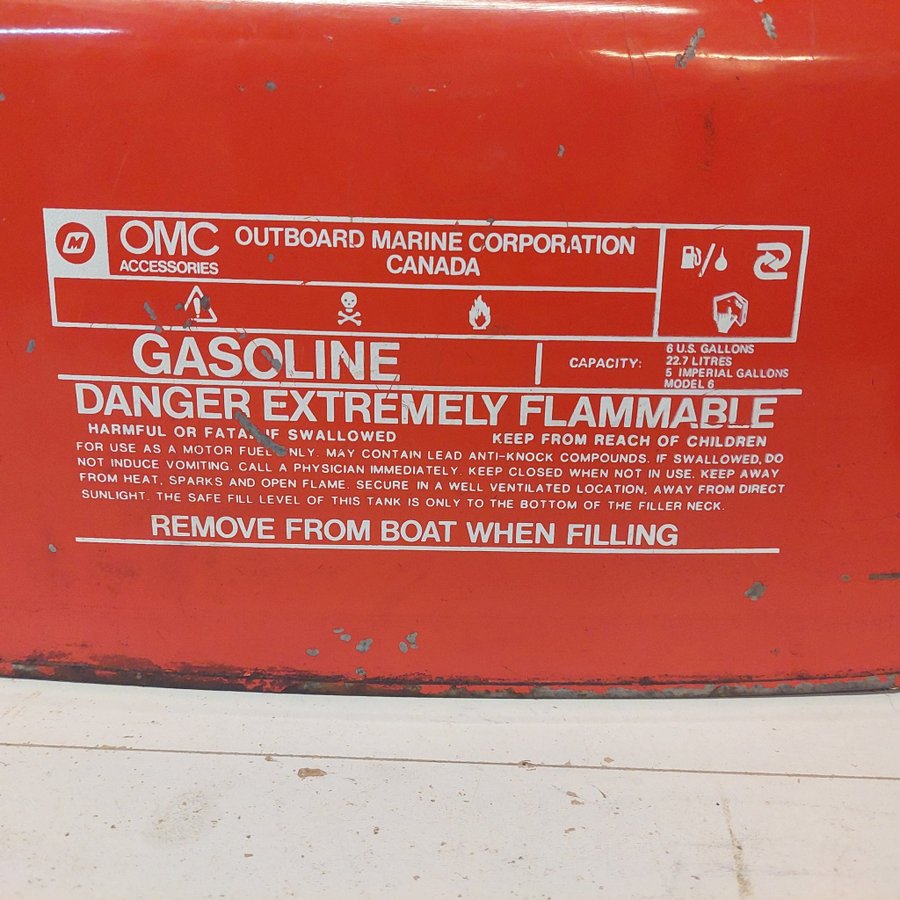 M
OMC
ACCESSORIES
OUTBOARD MARINE CORPORATION
CANADA
GASOLINE
CAPACITY:
6 U.S. GALLONS
22.7 LITRES
5 IMPERIAL GALLONS
MODEL 6
DANGER EXTREMELY FLAMMABLE
HARMFUL OR FATAL IF SWALLOWED
KEEP FROM REACH OF CHILDREN
FOR USE AS A MOTOR FUEL ONLY. MAY CONTAIN LEAD ANTI-KNOCK COMPOUNDS. IF SWALLOWED, DO
NOT INDUCE VOMITING. CALL A PHYSICIAN IMMEDIATELY. KEEP CLOSED WHEN NOT IN USE. KEEP AWAY
FROM HEAT, SPARKS AND OPEN FLAME. SECURE IN A WELL VENTILATED LOCATION, AWAY FROM DIRECT
SUNLIGHT. THE SAFE FILL LEVEL OF THIS TANK IS ONLY TO THE BOTTOM OF THE FILLER NECK.
REMOVE FROM BOAT WHEN FILLING